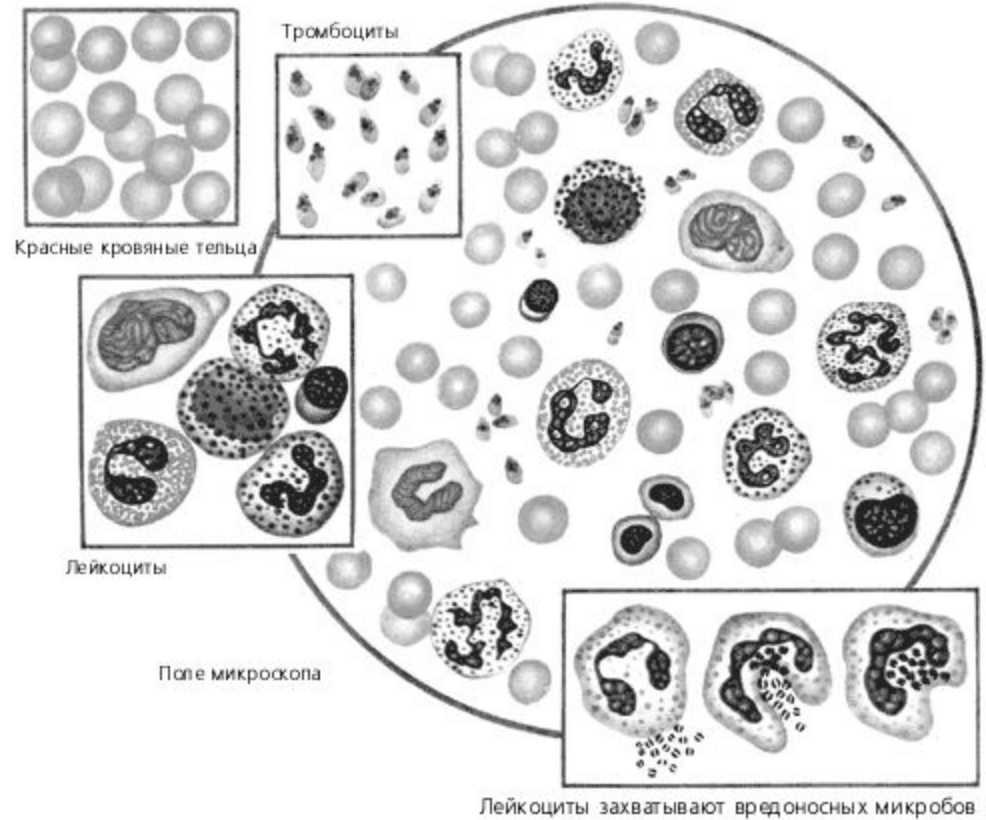 Тромбоциты
Красные кровяные тельца
Лейкоциты
Поле микроскопа
Лейкоциты захватывают вредоносных микробов